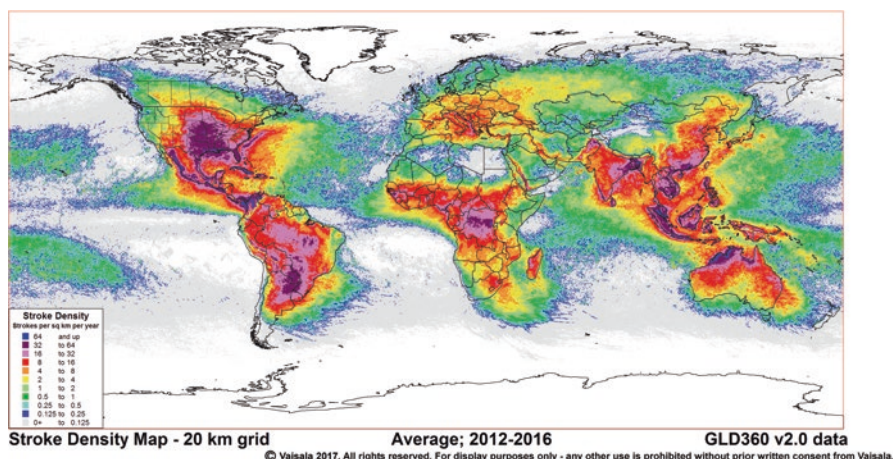 Stroke Density
Strokes per sq km per year
64 and up
32 to 64
16 to 32
8 to 16
4 to 8
2 to 4
1 to 2
0.5 to 1
0.25 to 0.5
0.125 to 0.25
0+ to 0.125
Stroke Density Map - 20 km grid Average; 2012-2016 GLD360 v2.0 data
© Vaisala 2017. All rights reserved. For display purposes only - any other use is prohibited without prior written consent from Vaisala.